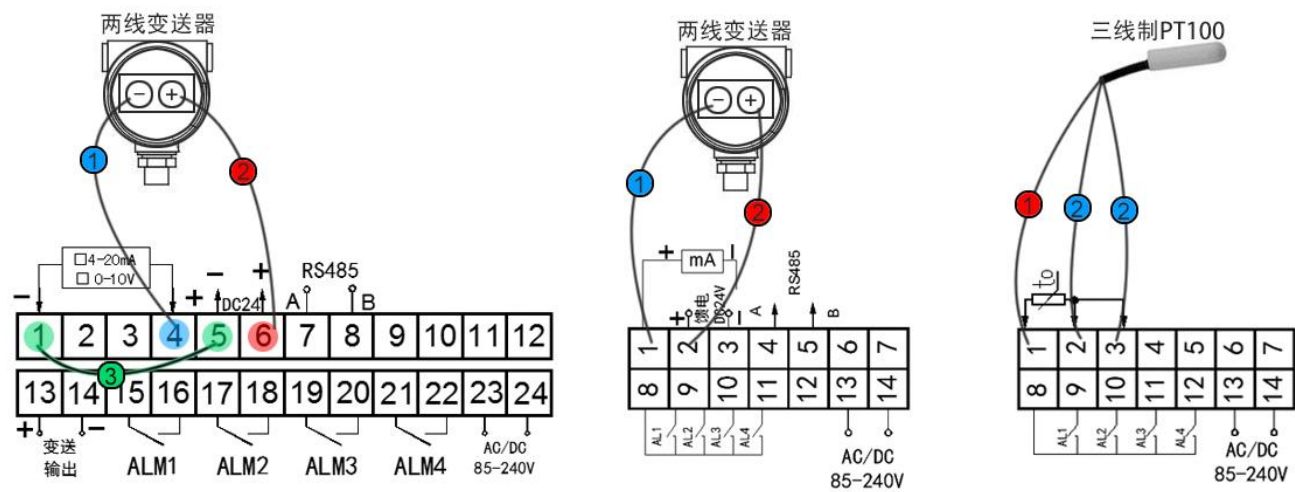 两线变送器
− +
1
2
□4-20mA
□ 0-10V
− + − DC24 + A RS485 B
1 2 3 4 5 6 7 8 9 10 11 12
3
13 14 15 16 17 18 19 20 21 22 23 24
+ −
变送
输出
ALM1 ALM2 ALM3 ALM4
AC/DC
85-240V
两线变送器
− +
1
2
+ mA −
+ 馈电 DC24V − A RS485 B
1 2 3 4 5 6 7
8 9 10 11 12 13 14
AL1 AL2 AL3 AL4
AC/DC
85-240V
三线制PT100
1 2 2
to
1 2 3 4 5 6 7
8 9 10 11 12 13 14
AL1 AL2 AL3 AL4
AC/DC
85-240V